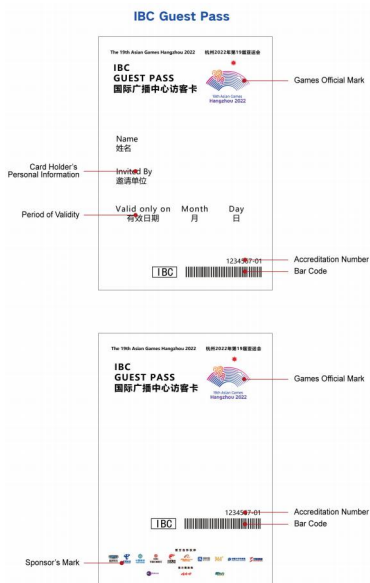 IBC Guest Pass
The 19th Asian Games Hangzhou 2022 杭州2022年第19届亚运会
IBC
GUEST PASS
国际广播中心访客卡
19th Asian Games
Hangzhou 2022
Games Official Mark
Name
姓名
Card Holder's
Personal Information
Invited By
邀请单位
Period of Validity
Valid only on Month Day
有效日期 月 日
1234567-01
Accreditation Number
IBC
Bar Code
The 19th Asian Games Hangzhou 2022 杭州2022年第19届亚运会
IBC
GUEST PASS
国际广播中心访客卡
19th Asian Games
Hangzhou 2022
Games Official Mark
1234567-01
Accreditation Number
IBC
Bar Code
Sponsor's Mark
361°